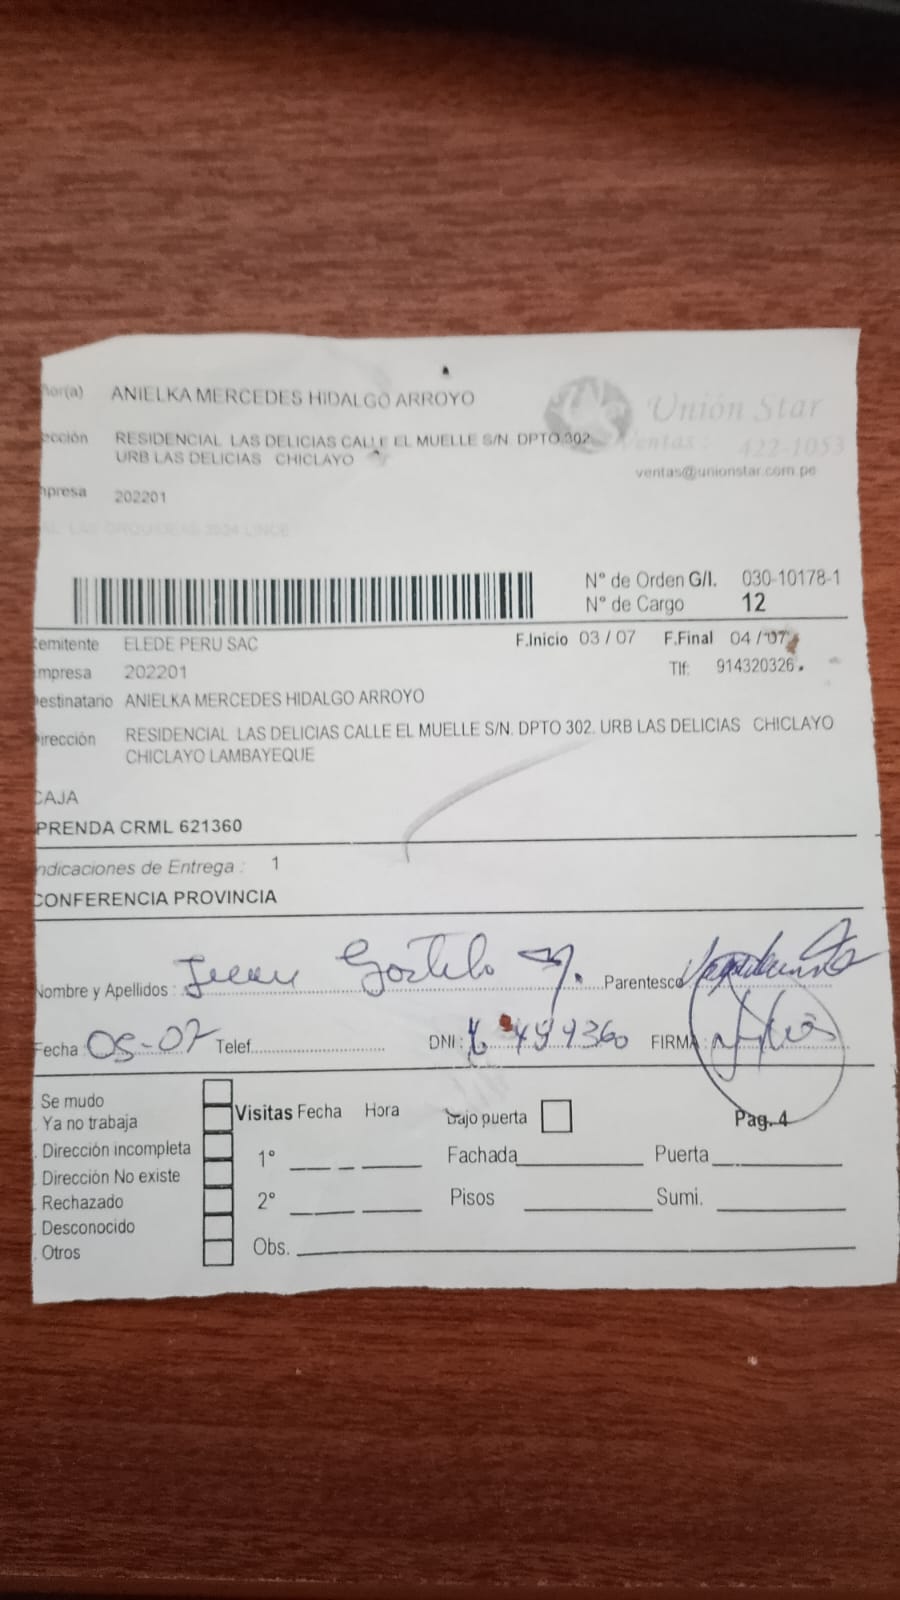 ñor(a) ANIELKA MERCEDES HIDALGO ARROYO
Unión Star
ección RESIDENCIAL LAS DELICIAS CALLE EL MUELLE S/N. DPTO 302
Ventas: 422-1053
URB LAS DELICIAS CHICLAYO
ventas@unionstar.com.pe
mpresa 202201
N° de Orden G/I. 030-10178-1
N° de Cargo 12
Remitente ELEDE PERU SAC F.Inicio 03 / 07 F.Final 04 / 07
mpresa 202201 Tlf: 914320326
Destinatario ANIELKA MERCEDES HIDALGO ARROYO
irección RESIDENCIAL LAS DELICIAS CALLE EL MUELLE S/N. DPTO 302. URB LAS DELICIAS CHICLAYO
CHICLAYO LAMBAYEQUE
CAJA
PRENDA CRML 621360
ndicaciones de Entrega : 1
CONFERENCIA PROVINCIA
Nombre y Apellidos : Juan Parentesco
Fecha : 05-07 Telef. DNI : FIRMA :
Se mudo
Ya no trabaja
Dirección incompleta
Dirección No existe
Rechazado
Desconocido
Otros
Visitas Fecha Hora bajo puerta Pag. 4
1° Fachada Puerta
2° Pisos Sumi.
Obs.